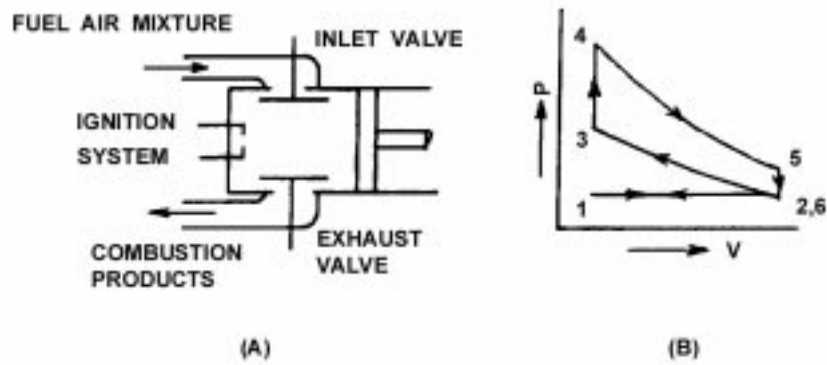 FUEL AIR MIXTURE
INLET VALVE
IGNITION
SYSTEM
COMBUSTION
PRODUCTS
EXHAUST
VALVE
(A)
4
P
3
5
1
2,6
V
(B)